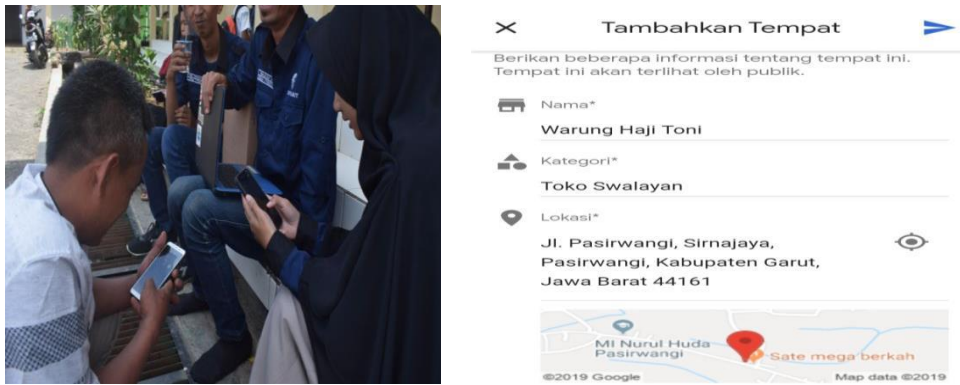 Tambahkan Tempat
Berikan beberapa informasi tentang tempat ini.
Tempat ini akan terlihat oleh publik.
Nama*
Warung Haji Toni
Kategori*
Toko Swalayan
Lokasi*
Jl. Pasirwangi, Sirnajaya,
Pasirwangi, Kabupaten Garut,
Jawa Barat 44161
MI Nurul Huda
Pasirwangi
Sate mega berkah
©2019 Google
Map data ©2019